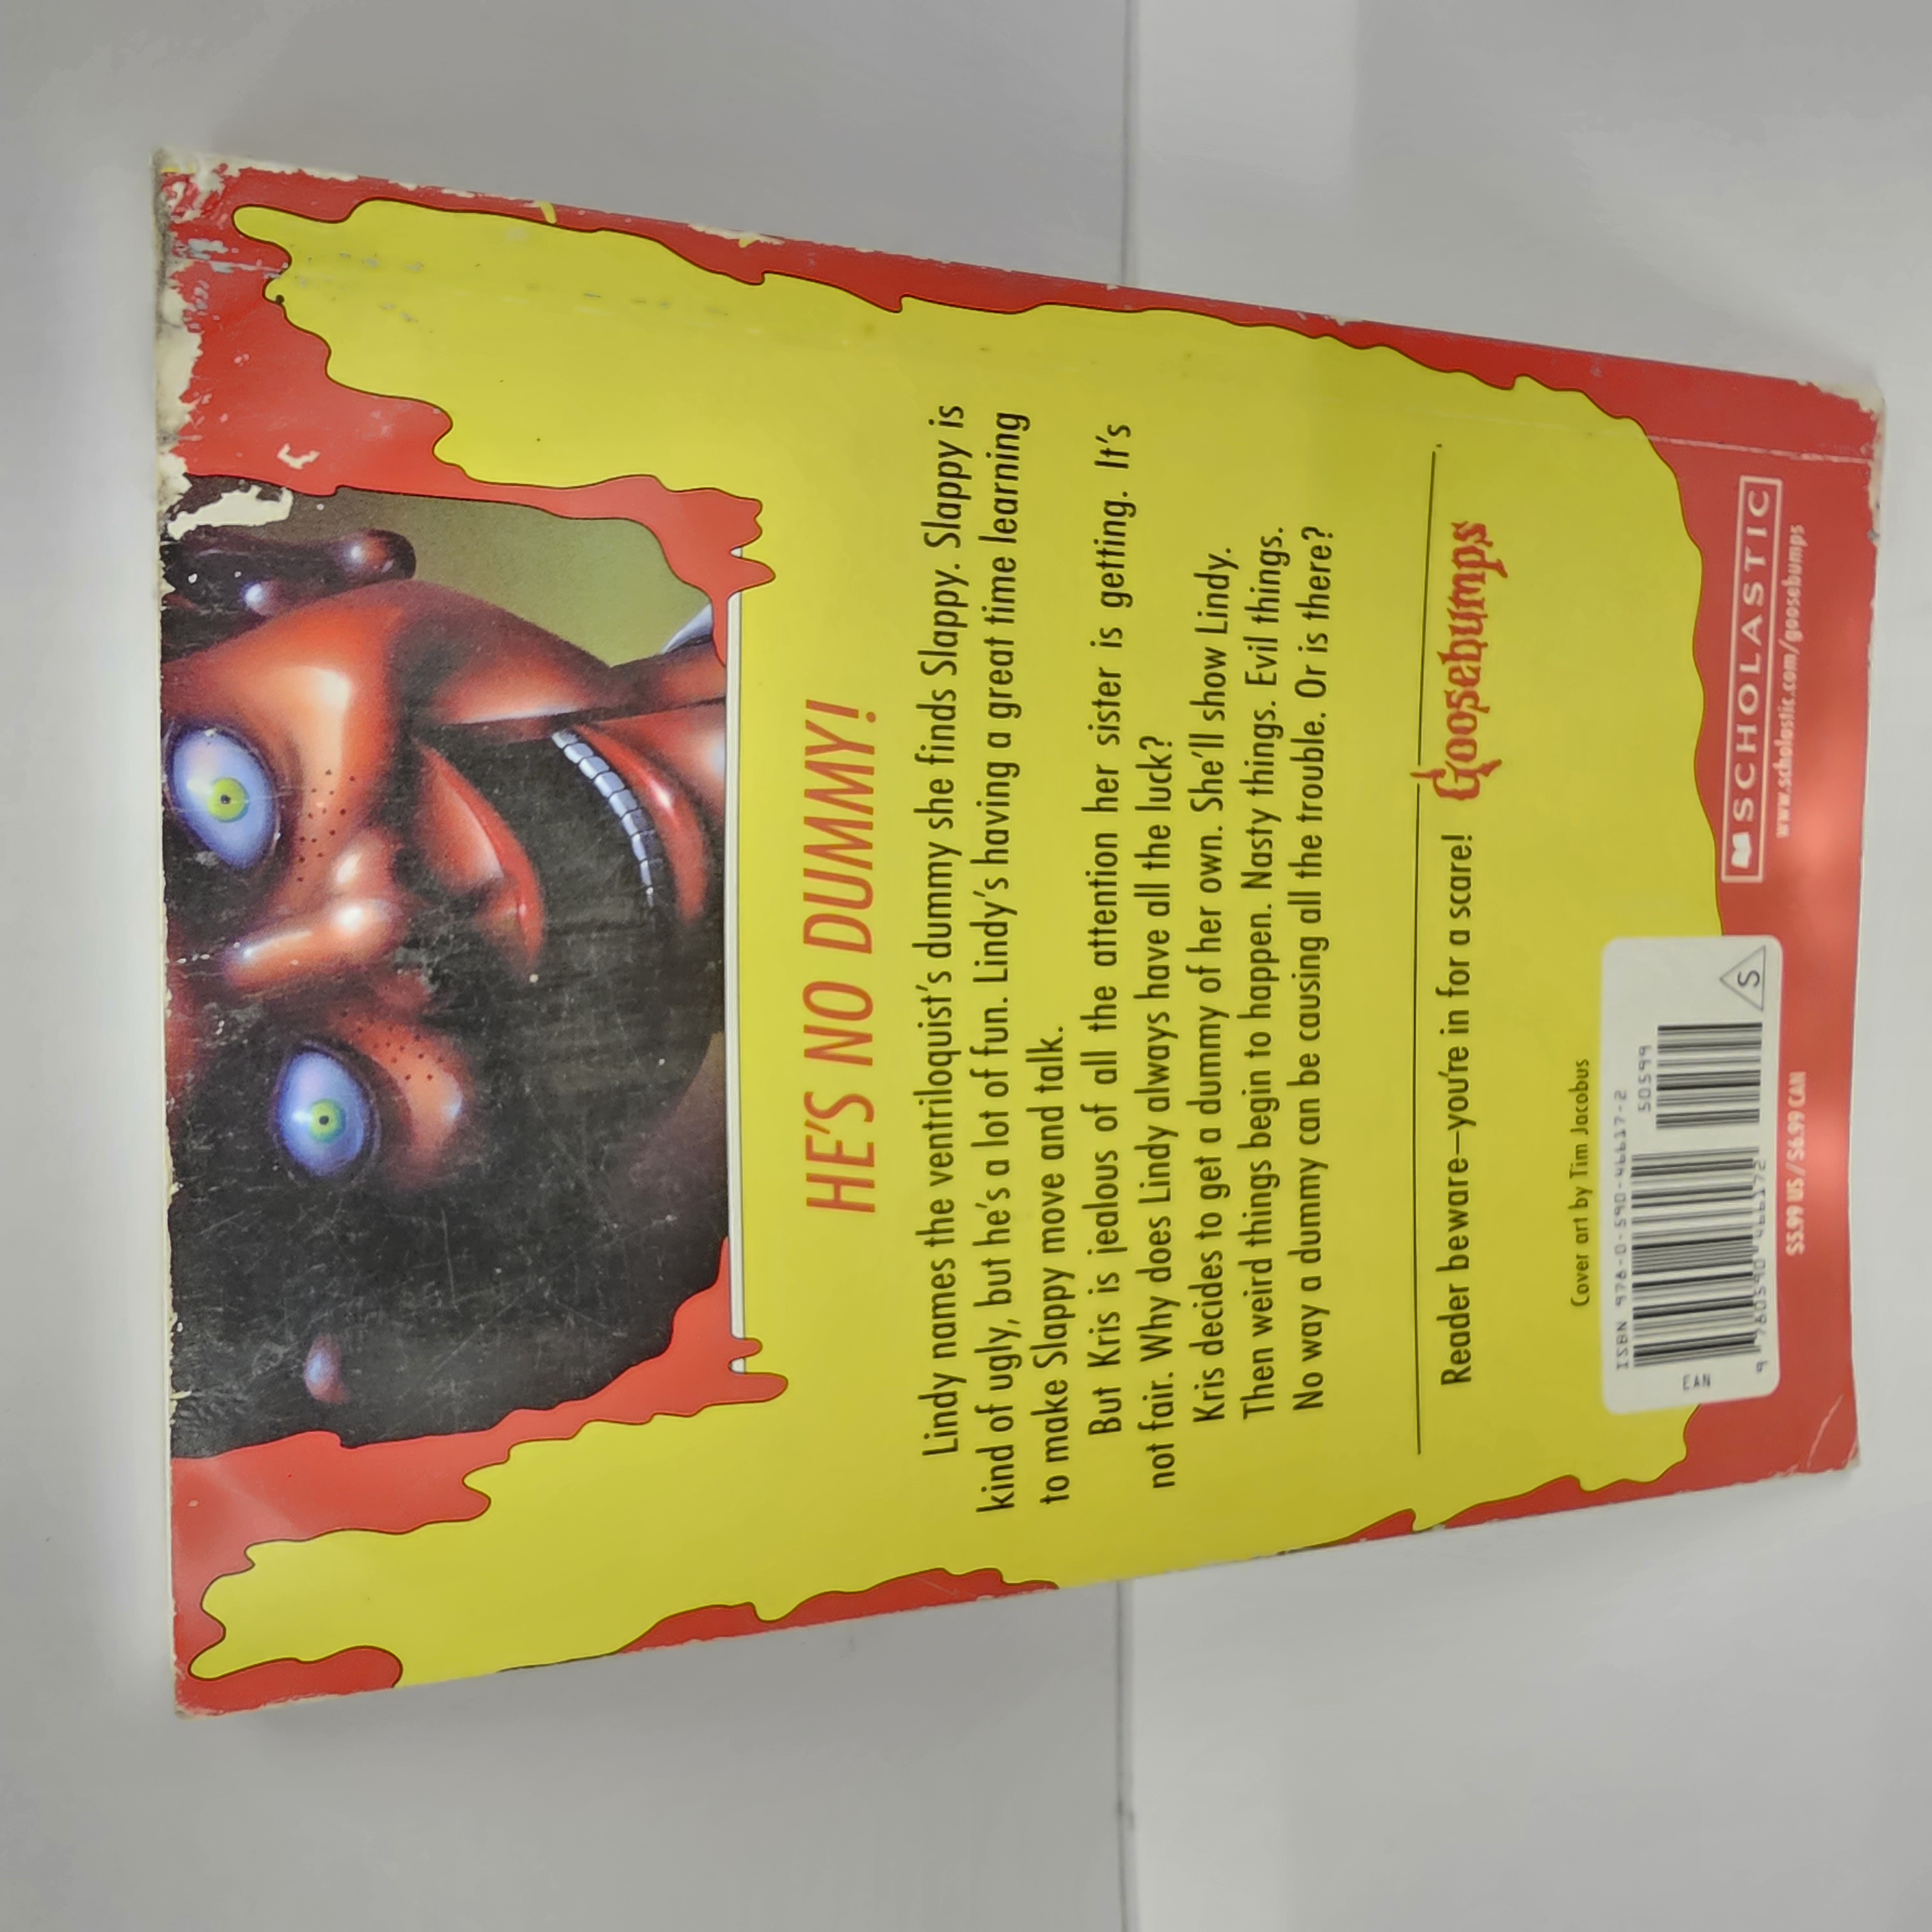 HE'S NO DUMMY!
Lindy names the ventriloquist's dummy she finds Slappy. Slappy is
kind of ugly, but he's a lot of fun. Lindy's having a great time learning
to make Slappy move and talk.
But Kris is jealous of all the attention her sister is getting. It's
not fair. Why does Lindy always have all the luck?
Kris decides to get a dummy of her own. She'll show Lindy.
Then weird things begin to happen. Nasty things. Evil things.
No way a dummy can be causing all the trouble. Or is there?
Reader beware—you're in for a scare! Goosebumps
Cover art by Tim Jacobus
ISBN 978-0-590-46617-2
50599
EAN
9 780590 466172
S
SCHOLASTIC
www.scholastic.com/goosebumps
$5.99 US / $6.99 CAN